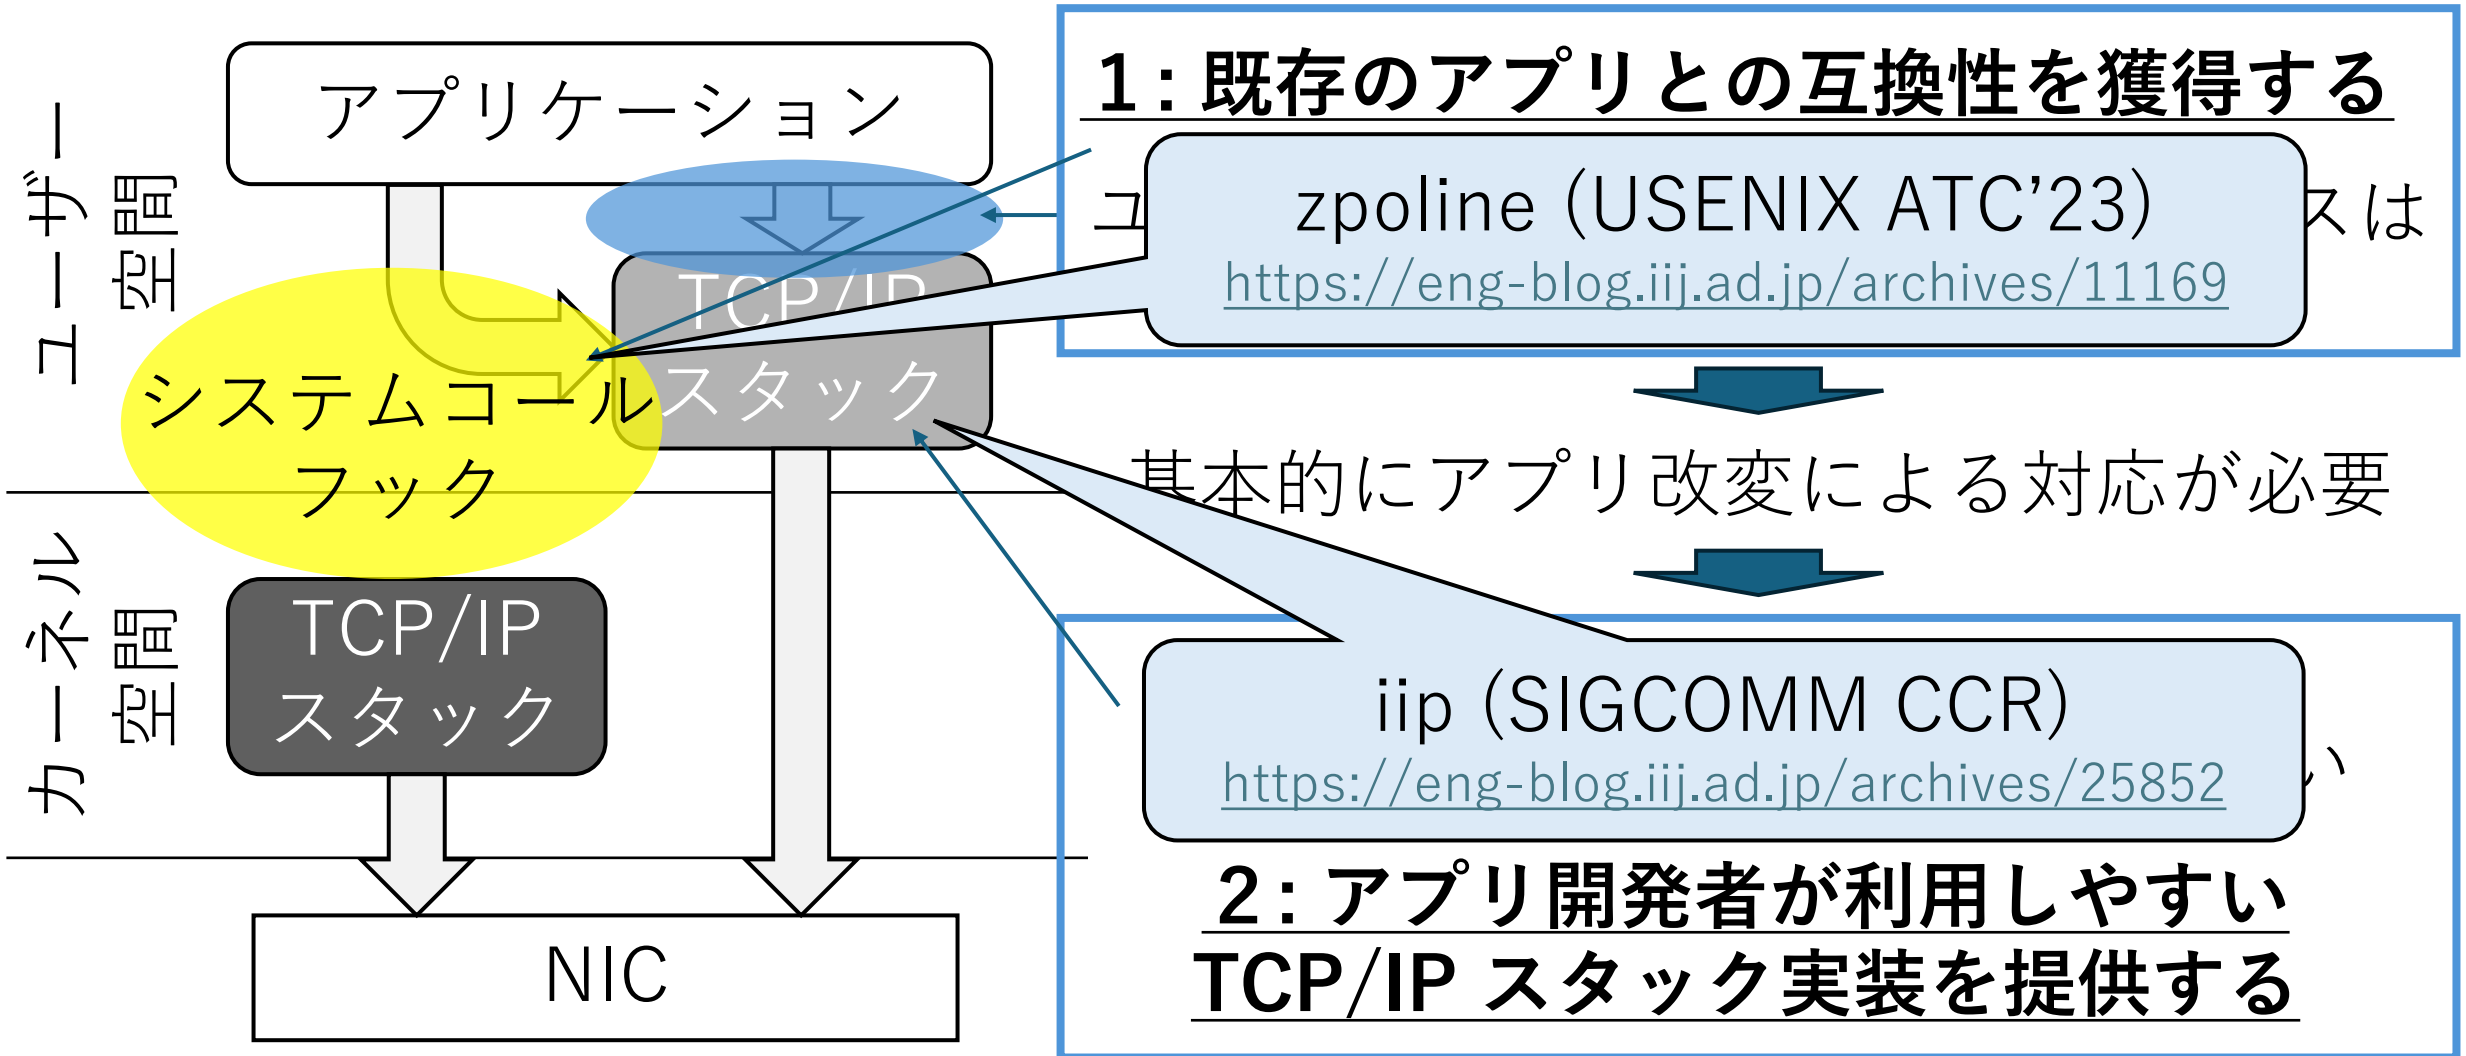 ユーザー
空間
カーネル
空間
アプリケーション
TCP/IP
スタック
システムコール
フック
TCP/IP
スタック
NIC
1：既存のアプリとの互換性を獲得する
zpoline (USENIX ATC’23)
https://eng-blog.iij.ad.jp/archives/11169
スは
基本的にアプリ改変による対応が必要
iip (SIGCOMM CCR)
https://eng-blog.iij.ad.jp/archives/25852
い
2：アプリ開発者が利用しやすい
TCP/IP スタック実装を提供する